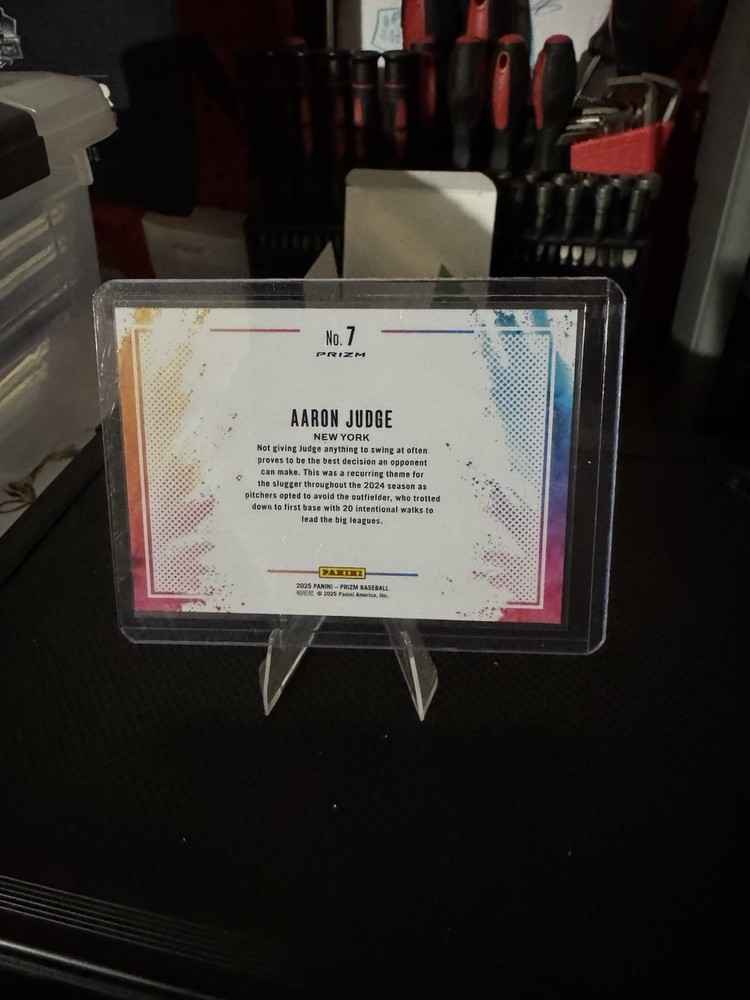 No. 7
PRIZM
AARON JUDGE
NEW YORK
Not giving Judge anything to swing at often
proves to be the best decision an opponent
can make. This was a recurring theme for
the slugger throughout the 2024 season as
pitchers opted to avoid the outfielder, who trotted
down to first base with 20 intentional walks to
lead the big leagues.
PANINI
2025 PANINI – PRIZM BASEBALL
帕尼尼 © 2025 Panini America, Inc.